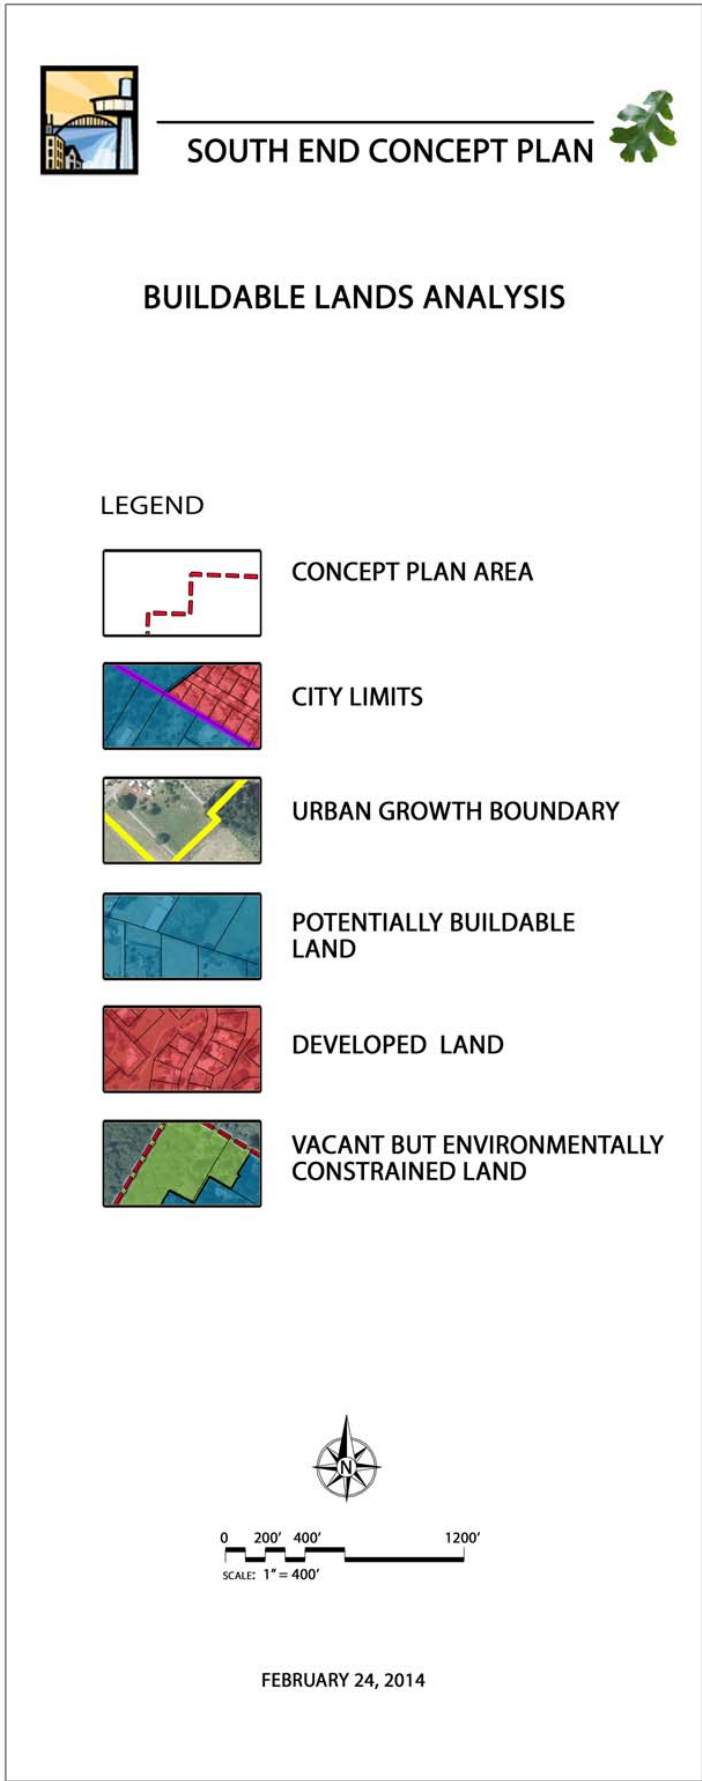 SOUTH END CONCEPT PLAN
BUILDABLE LANDS ANALYSIS
LEGEND
CONCEPT PLAN AREA
CITY LIMITS
URBAN GROWTH BOUNDARY
POTENTIALLY BUILDABLE
LAND
DEVELOPED LAND
VACANT BUT ENVIRONMENTALLY
CONSTRAINED LAND
N
0 200' 400' 1200'
SCALE: 1" = 400'
FEBRUARY 24, 2014